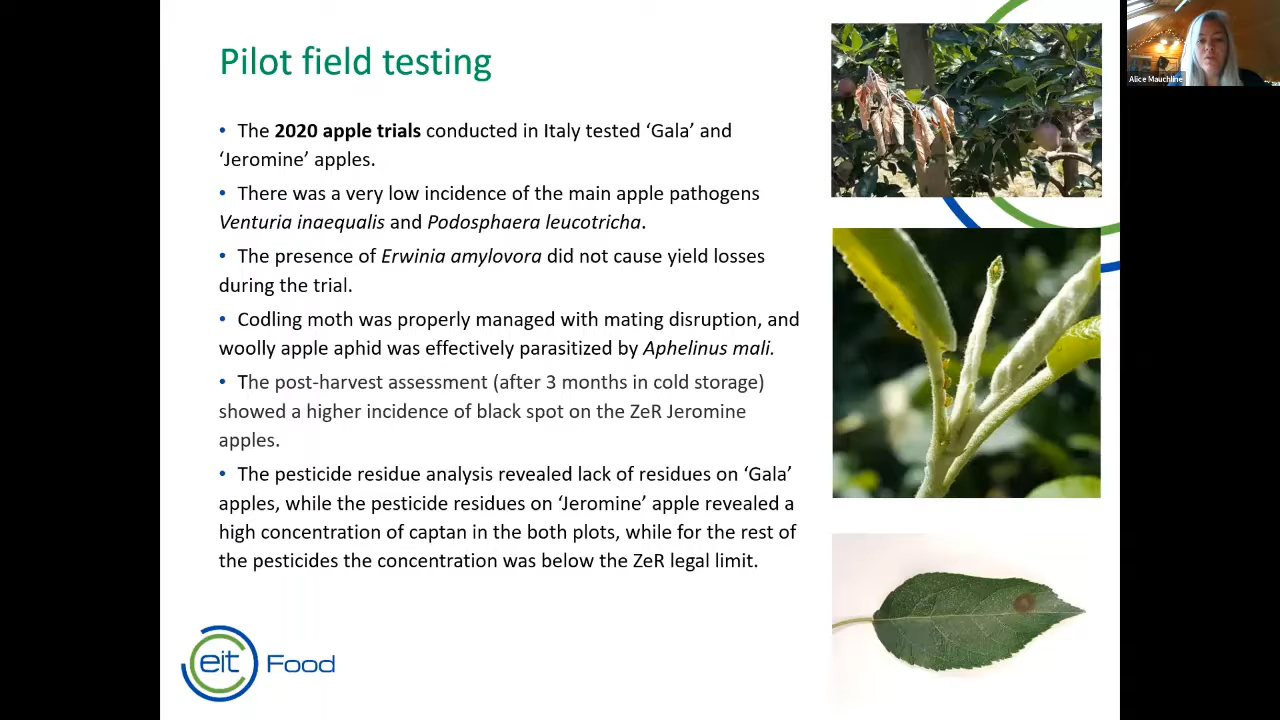 Pilot field testing
• The 2020 apple trials conducted in Italy tested ‘Gala’ and
‘Jeromine’ apples.
• There was a very low incidence of the main apple pathogens
Venturia inaequalis and Podosphaera leucotricha.
• The presence of Erwinia amylovora did not cause yield losses
during the trial.
• Codling moth was properly managed with mating disruption, and
woolly apple aphid was effectively parasitized by Aphelinus mali.
• The post-harvest assessment (after 3 months in cold storage)
showed a higher incidence of black spot on the ZeR Jeromine
apples.
• The pesticide residue analysis revealed lack of residues on ‘Gala’
apples, while the pesticide residues on ‘Jeromine’ apple revealed a
high concentration of captan in the both plots, while for the rest of
the pesticides the concentration was below the ZeR legal limit.
eit Food
Alice Mauchline